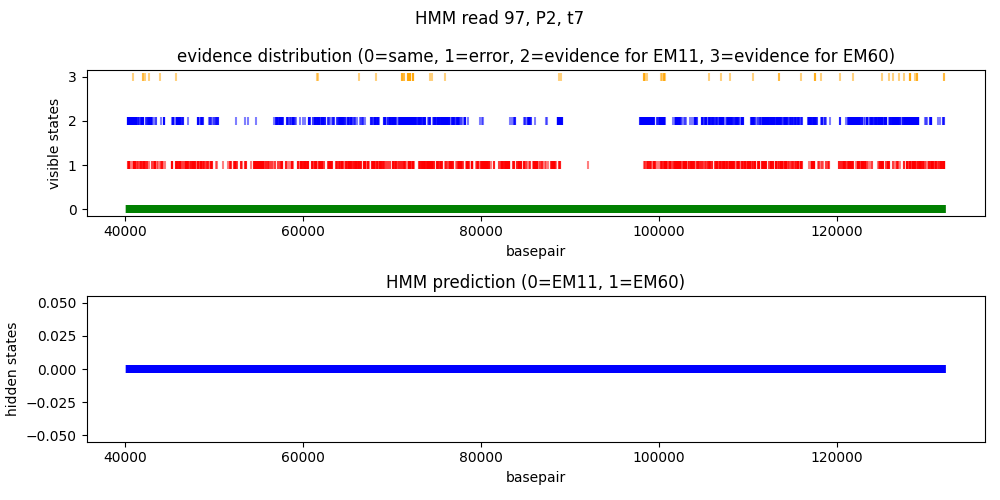 HMM read 97, P2, t7
evidence distribution (0=same, 1=error, 2=evidence for EM11, 3=evidence for EM60)
visible states
3
2
1
0
40000 60000 80000 100000 120000
basepair
HMM prediction (0=EM11, 1=EM60)
hidden states
0.050
0.025
0.000
−0.025
−0.050
40000 60000 80000 100000 120000
basepair